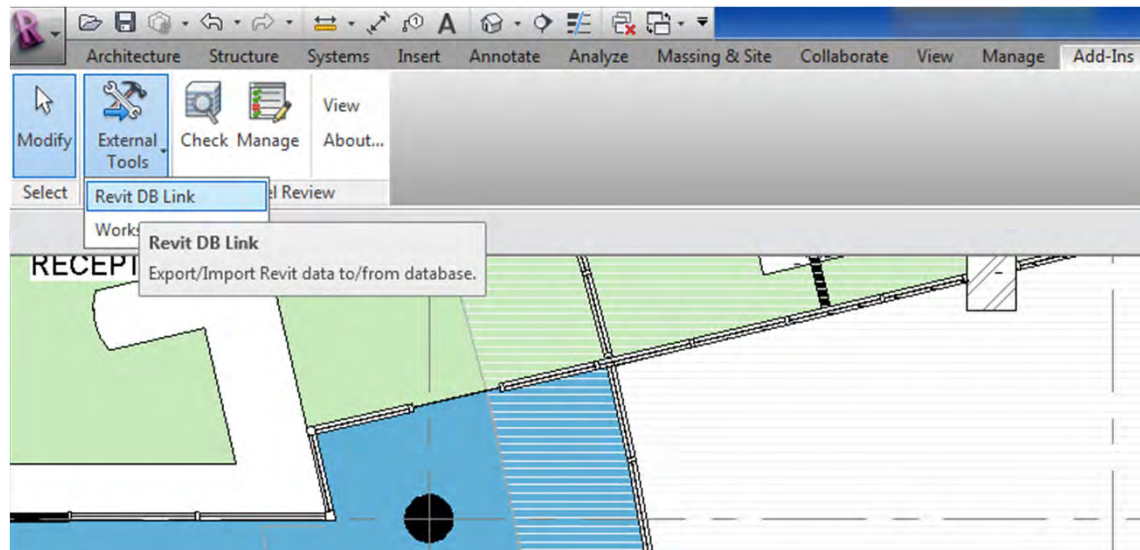 R A
Architecture Structure Systems Insert Annotate Analyze Massing & Site Collaborate View Manage Add-Ins
Modify
External
Tools
Check Manage
View
About...
Select
el Review
Revit DB Link
Works
Revit DB Link
Export/Import Revit data to/from database.
RECEPT